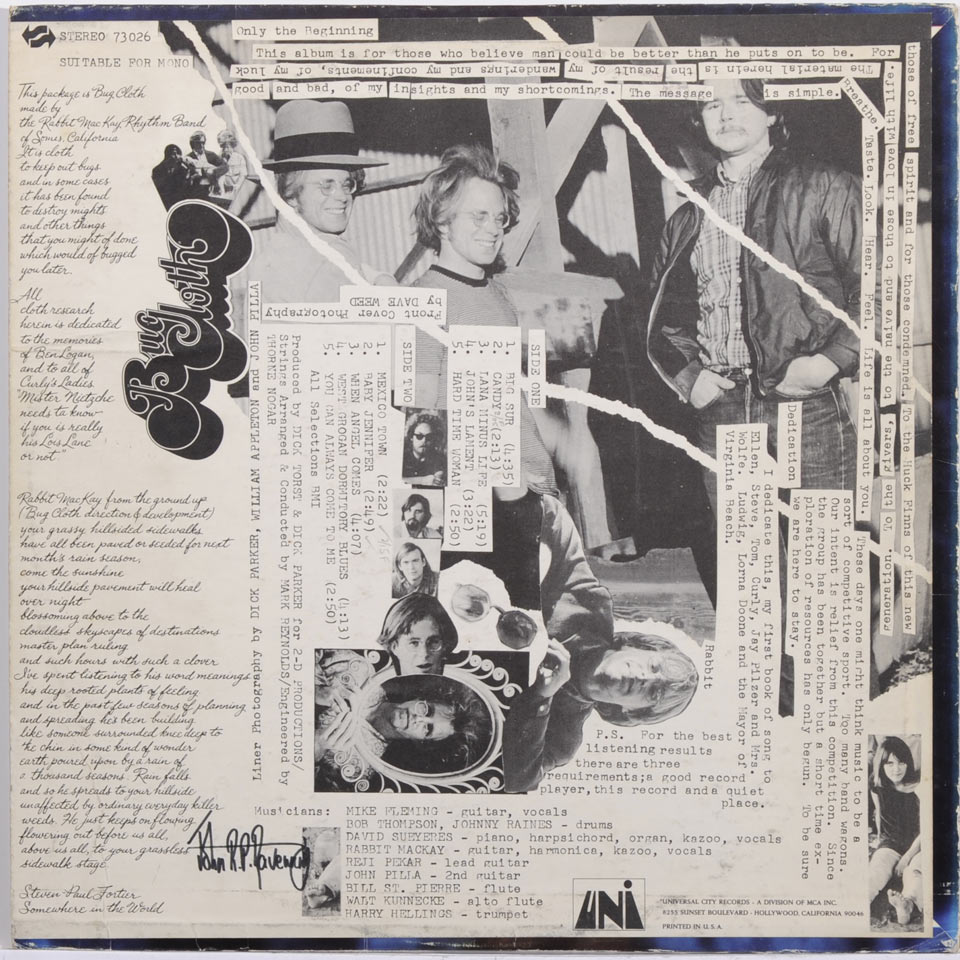 STEREO 73026
SUITABLE FOR MONO
Only the Beginning
This album is for those who believe man could be better than he puts on to be. For
those of free spirit and for those condemned. To the Huck Finns of this new
generation. To the givers, to the naive and to those in love with life.
The material herein is the result of my confinements, of my luck
wanderings and
good and bad, of my insights and my shortcomings. The message is simple.
Breathe. Taste. Look. Hear. Feel. Life is all about you.
This package is "Bug Cloth"
made by
the Rabbit MacKay Rhythm Band
of Somis, California
It is cloth
to keep out bugs
and in some cases
it has been found
to destroy mights
and other things
that you might of done
which would of bugged
you later.
All
cloth research
herein is dedicated
to the memories
of Ben Logan,
and to all of
Curly's Ladies.
Mister Nietzche
needs to know
if you is really
his Lois Lane
or not."
Bug Cloth
Rabbit MacKay from the ground up
(Bug Cloth direction & development)
your grassy hillsided sidewalks
have all been paved or seeded for next
month's rain season,
come the sunshine
your hillside pavement will heal
over night
blossoming above to the
cloudless skyscapes of destinations
master plan ruling
and such hours with such a clover
I've spent listening to his word meanings
his deep rooted plants of feeling
and in the past few seasons of planning
and spreading he's been building
like someone surrounded knee deep to
the chin in some kind of wonder
earth poured upon by a rain of
a thousand seasons. Rain falls
and so he spreads to your hillside
unaffected by ordinary everyday killer
weeds. He just keeps on flowing
flowering out before us all,
above us all, to your grassless
sidewalk stage.
Steven Paul Fortier
Somewhere in the World
Front Cover Photography
by DAVE WEED
SIDE ONE
1. BIG SUR (4:35)
2. CANDY (2:13)
3. LANA MINUS LIFE (5:19)
4. JOHN'S LAMENT (3:22)
5. HARD TIME WOMAN (2:50)
SIDE TWO
1. MEXICO TOWN (2:22)
2. BABY JENNIFER (2:49)
3. WHEN ANGEL COMES (4:07)
4. WEST GROGAN DORMITORY BLUES (4:13)
5. YOU CAN ALWAYS COME TO ME (2:50)
All Selections BMI
Produced by DICK TORST & DICK PARKER for 2-D PRODUCTIONS/
Strings Arranged & Conducted by MARK REYNOLDS/Engineered by
THORNE NOGAR
Liner Photography by DICK PARKER, WILLIAM APPLETON and JOHN PILLA
Dedication
I dedicate this, my first book of song to
Ellen, Steve, Tom, Curly, Jay Pilzer and Mrs.
Wolfe. Ludwig, Lorna Doone and the Mayor of
Virginia Beach.
Rabbit
These days one might think music to be a
sort of competitive sport. Too many band wagons.
Our intent is relief from this competition. Since
the group has been together but a short time ex-
ploration of resources has only begun. To be sure
we are here to stay.
P.S. For the best
listening results
there are three
requirements; a good record
player, this record and a quiet
place.
Musicians: MIKE FLEMING - guitar, vocals
BOB THOMPSON, JOHNNY RAINES - drums
DAVID SUEYERES - piano, harpsichord, organ, kazoo, vocals
RABBIT MACKAY - guitar, harmonica, kazoo, vocals
REJI PEKAR - lead guitar
JOHN PILLA - 2nd guitar
BILL ST. PIERRE - flute
WALT KUNNECKE - alto flute
HARRY HELLINGS - trumpet
UNI
UNIVERSAL CITY RECORDS - A DIVISION OF MCA INC.
8255 SUNSET BOULEVARD - HOLLYWOOD, CALIFORNIA 90046
PRINTED IN U.S.A.